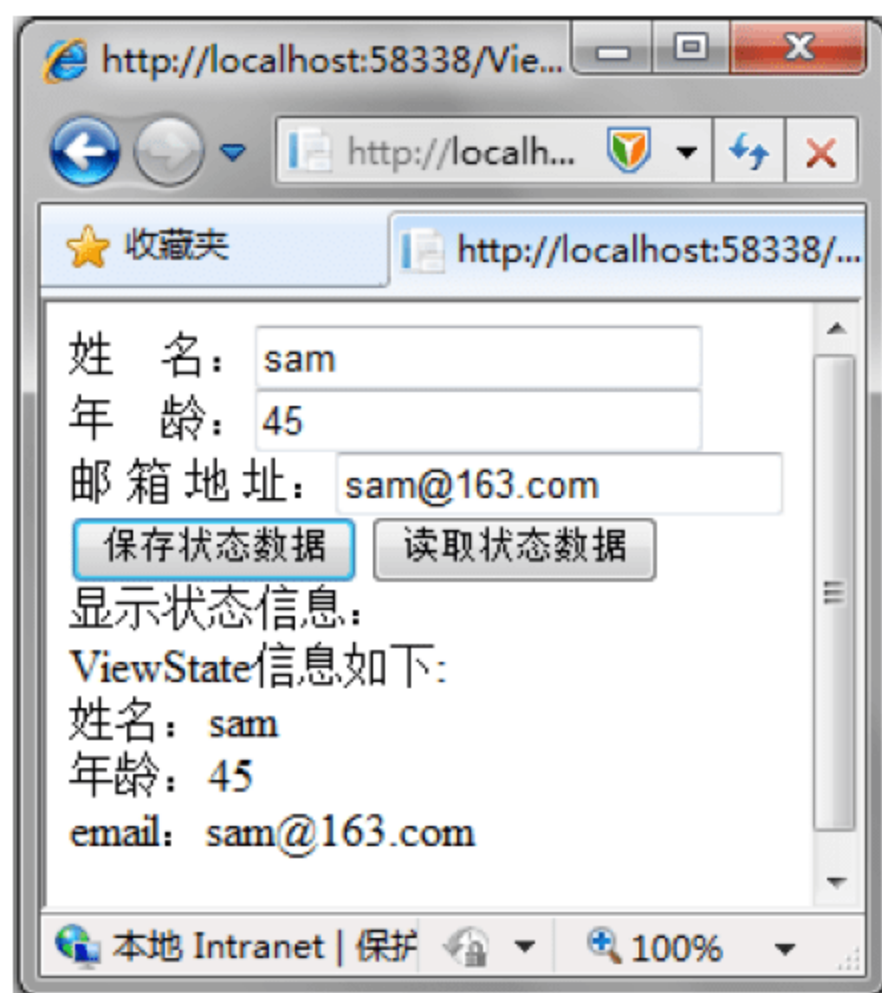 http://localhost:58338/Vie...
http://localh...
收藏夹
http://localhost:58338/...
姓 名：sam
年 龄：45
邮箱地址：sam@163.com
保存状态数据 读取状态数据
显示状态信息：
ViewState信息如下:
姓名：sam
年龄：45
email：sam@163.com
本地 Intranet | 保护 100%